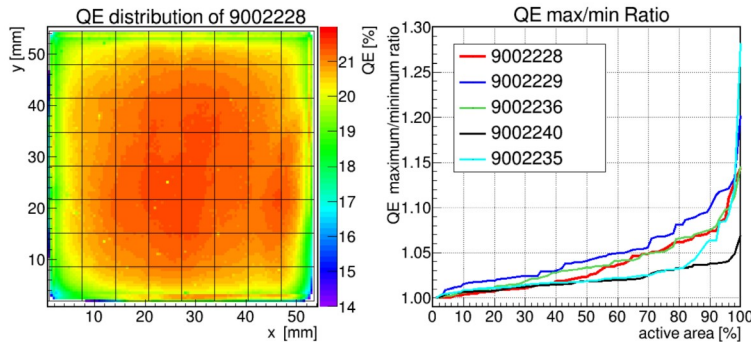 QE distribution of 9002228
y [mm]
50
40
30
20
10
10 20 30 40 50
x [mm]
QE [%]
21
20
19
18
17
16
15
14
QE max/min Ratio
QE maximum/minimum ratio
1.30
1.25
1.20
1.15
1.10
1.05
1.00
9002228
9002229
9002236
9002240
9002235
0 10 20 30 40 50 60 70 80 90 100
active area [%]